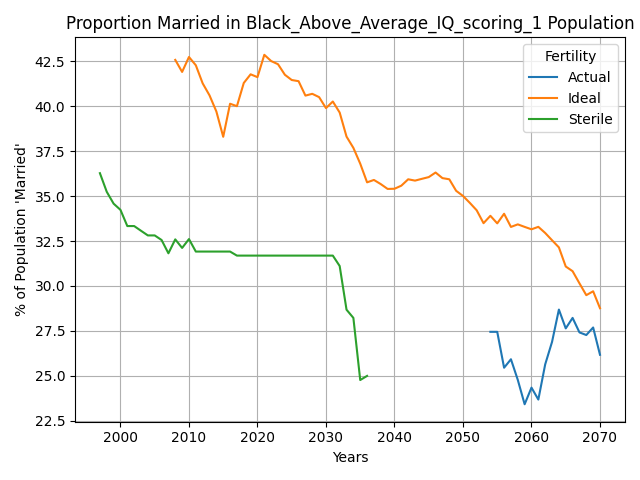 Proportion Married in Black_Above_Average_IQ_scoring_1 Population
% of Population 'Married'
42.5
40.0
37.5
35.0
32.5
30.0
27.5
25.0
22.5
Fertility
Actual
Ideal
Sterile
2000 2010 2020 2030 2040 2050 2060 2070
Years